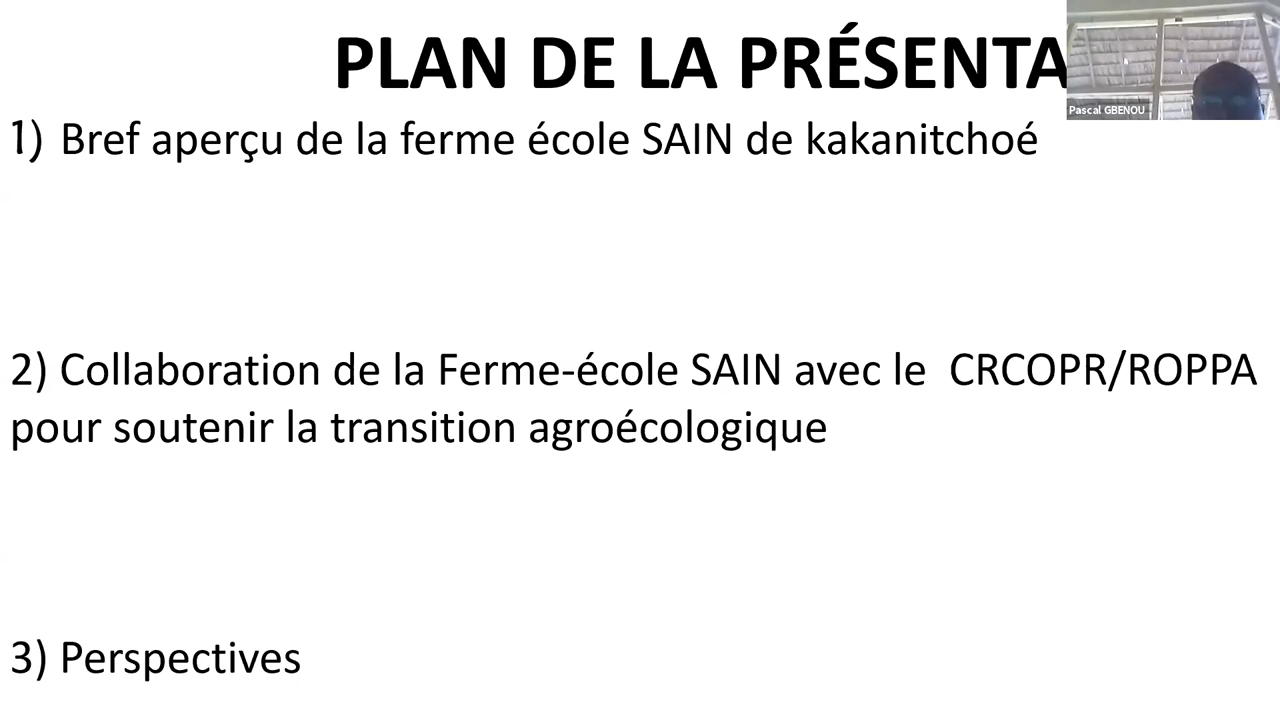 PLAN DE LA PRÉSENTA
Pascal GBENOU
1) Bref aperçu de la ferme école SAIN de kakanitchoé
2) Collaboration de la Ferme-école SAIN avec le CRCOPR/ROPPA
pour soutenir la transition agroécologique
3) Perspectives